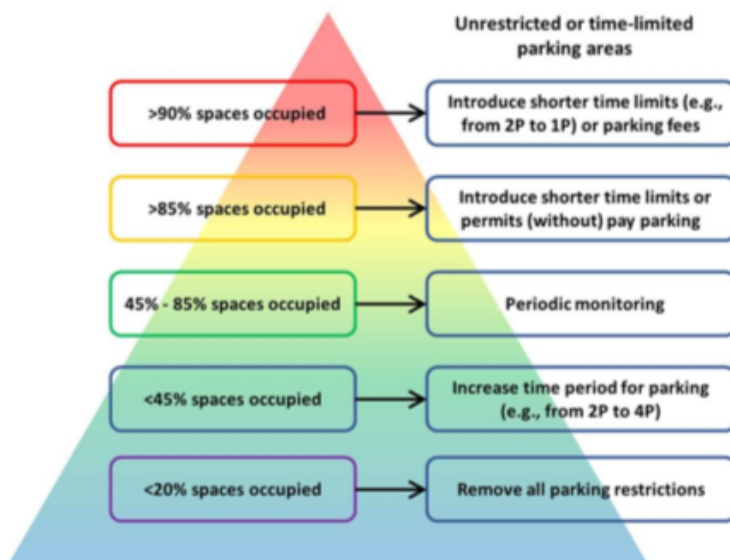 Unrestricted or time-limited
parking areas
>90% spaces occupied
Introduce shorter time limits (e.g.,
from 2P to 1P) or parking fees
>85% spaces occupied
Introduce shorter time limits or
permits (without) pay parking
45% - 85% spaces occupied
Periodic monitoring
<45% spaces occupied
Increase time period for parking
(e.g., from 2P to 4P)
<20% spaces occupied
Remove all parking restrictions